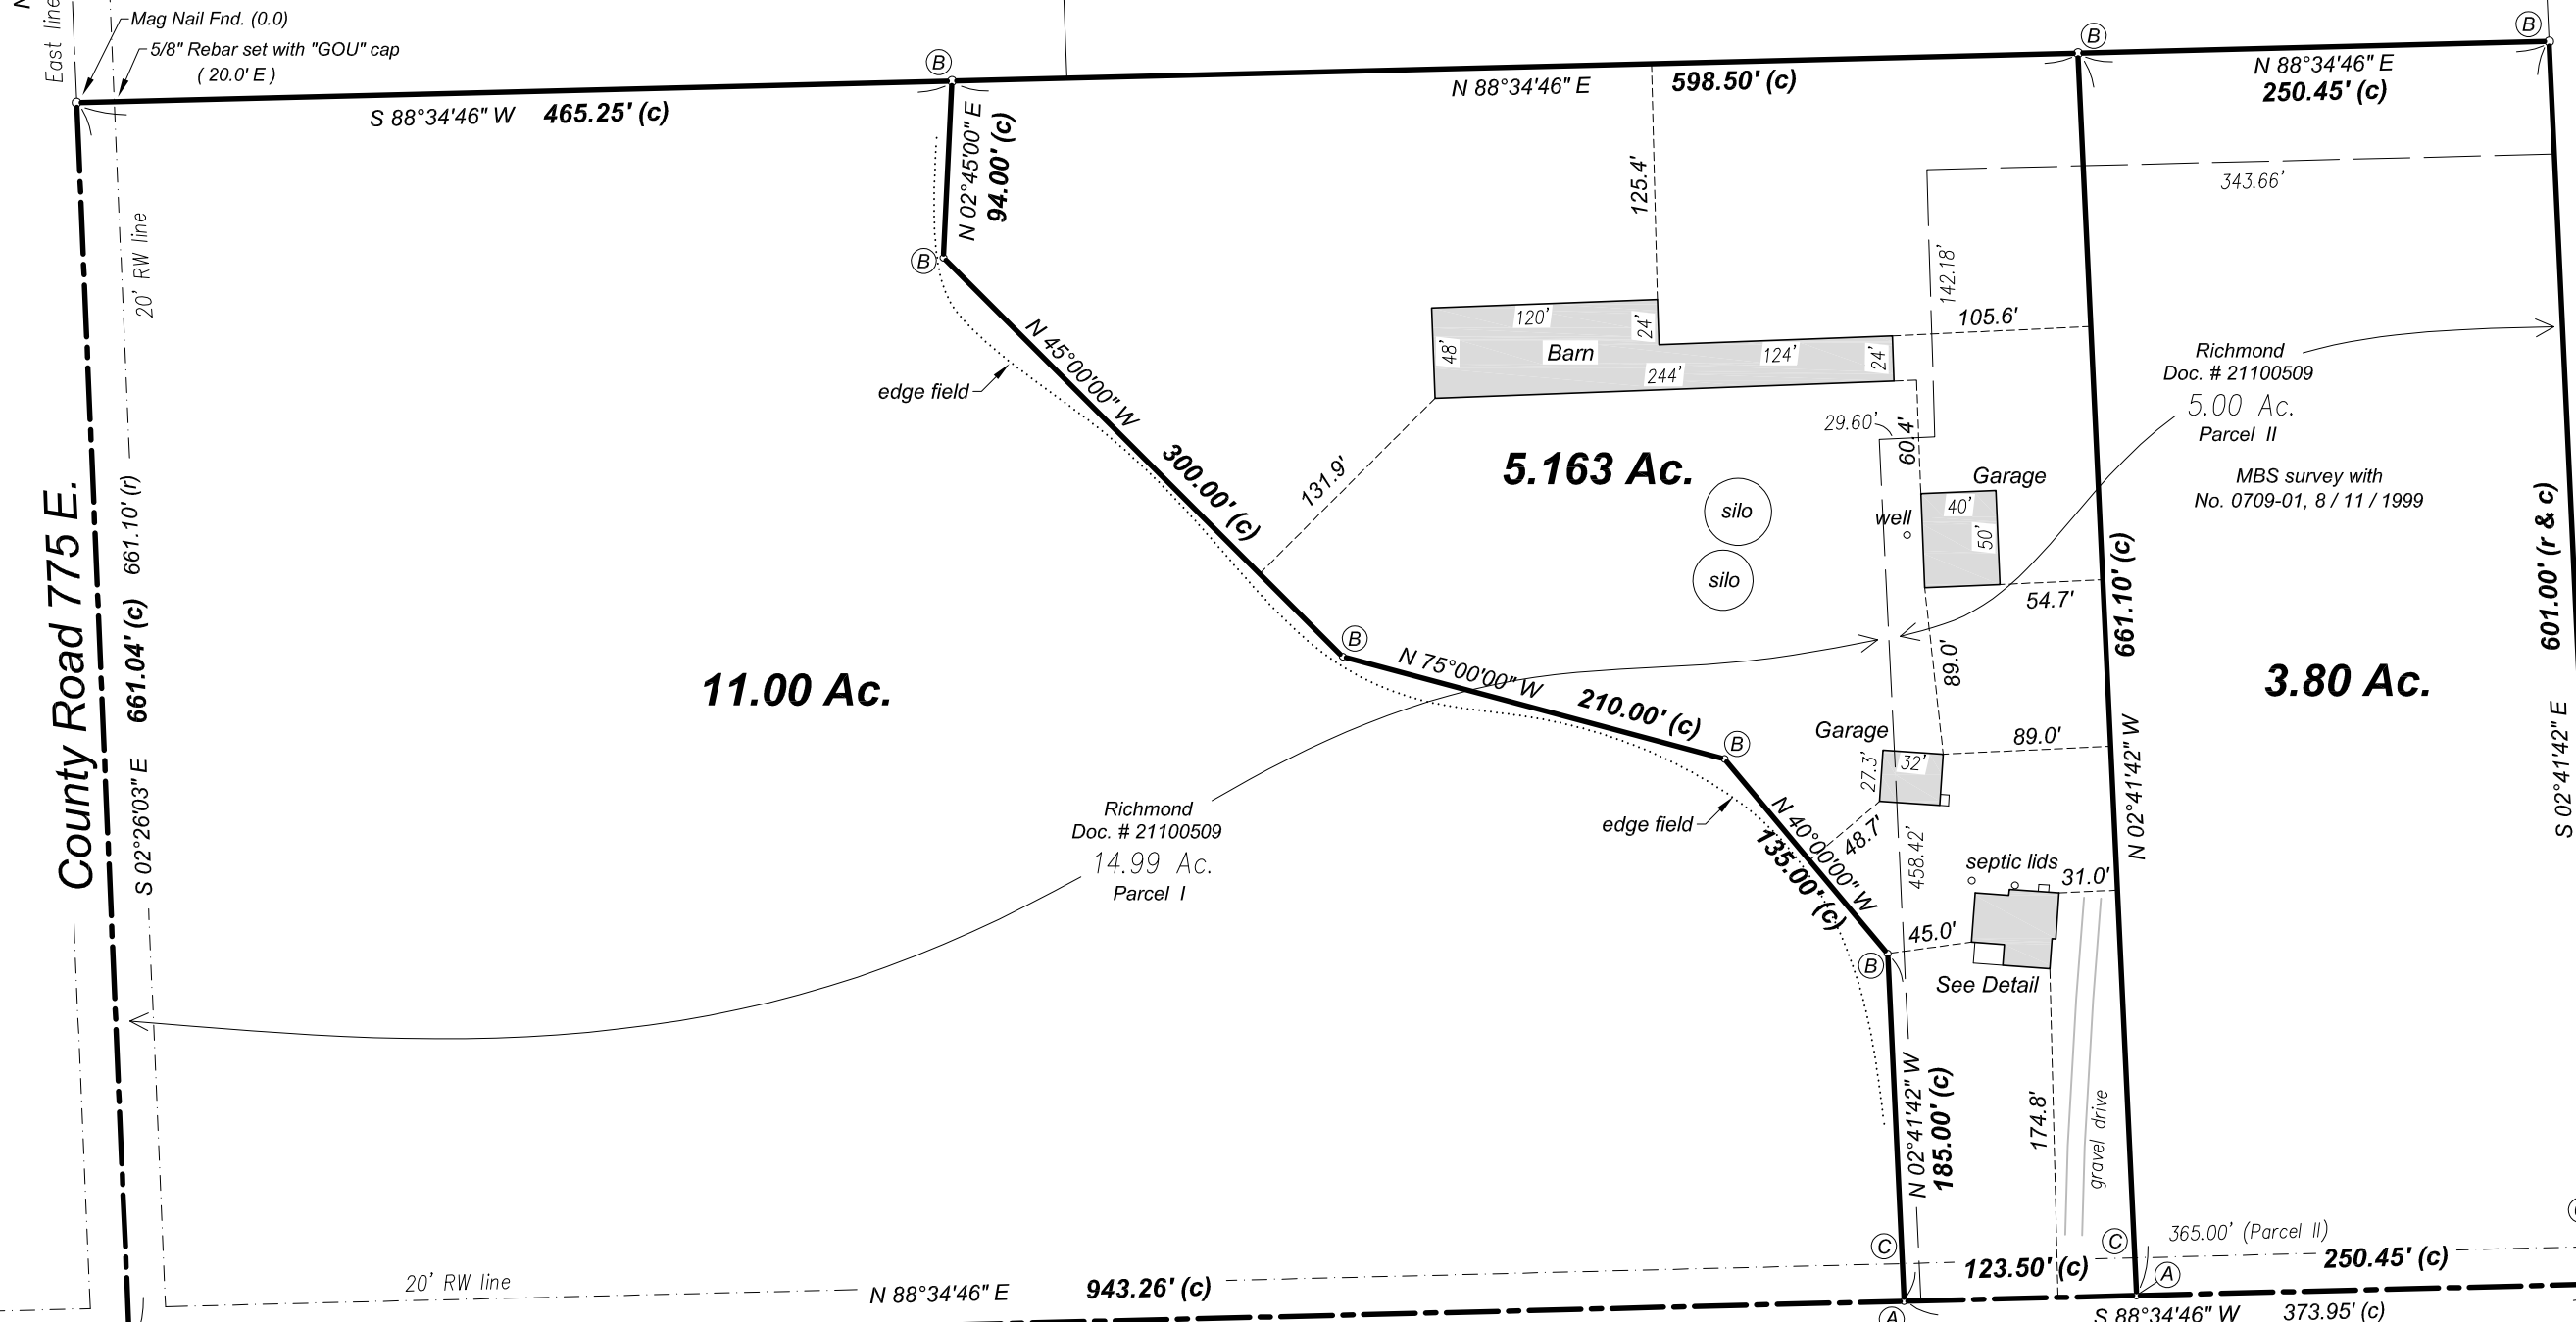 East line
Mag Nail Fnd. (0.0)
5/8" Rebar set with "GOU" cap
( 20.0' E )
B
B
B
S 88°34'46" W 465.25' (c)
N 88°34'46" E 598.50' (c)
N 88°34'46" E
250.45' (c)
N 02°45'00" E
94.00' (c)
B
20' RW line
125.4'
343.66'
142.18'
105.6'
120'
24'
48'
Barn
124'
24'
244'
edge field
N 45°00'00" W 300.00' (c)
131.9'
29.60'
60.4'
Richmond
Doc. # 21100509
5.00 Ac.
Parcel II
MBS survey with
No. 0709-01, 8 / 11 / 1999
5.163 Ac.
silo
silo
Garage
well
40'
50'
54.7'
County Road 775 E.
S 02°26'03" E 661.04' (c) 661.10' (r)
11.00 Ac.
B
N 75°00'00" W 210.00' (c)
B
89.0'
N 02°41'42" W 661.10' (c)
3.80 Ac.
S 02°41'42" E 601.00' (r & c)
Garage
32'
27.3'
89.0'
edge field
N 40°00'00" W
135.00' (c)
48.7'
458.42'
Richmond
Doc. # 21100509
14.99 Ac.
Parcel I
septic lids
31.0'
45.0'
B
See Detail
N 02°41'42" W
185.00' (c)
174.8'
gravel drive
C
C
365.00' (Parcel II)
20' RW line
N 88°34'46" E 943.26' (c)
123.50' (c)
250.45' (c)
A
A
S 88°34'46" W 373.95' (c)